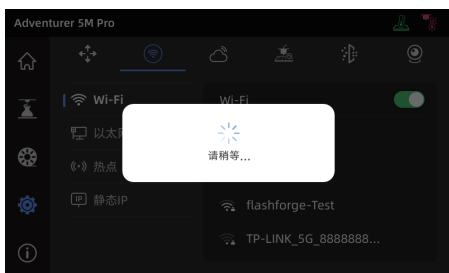 Adventurer 5M Pro
Wi-Fi
Wi-Fi
以太
请稍等...
热点
IP 静态IP
flashforge-Test
TP-LINK_5G_8888888...